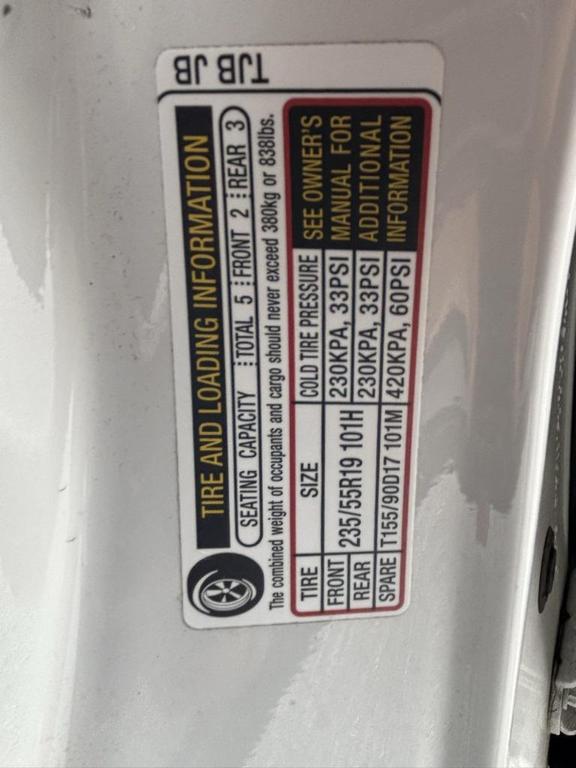 TJB
JB
TIRE AND LOADING INFORMATION
SEATING CAPACITY TOTAL 5 FRONT 2 REAR 3
The combined weight of occupants and cargo should never exceed 380kg or 838lbs.
TIRE SIZE COLD TIRE PRESSURE
FRONT 235/55R19 101H 230KPA, 33PSI
REAR 230KPA, 33PSI
SPARE T155/90D17 101M 420KPA, 60PSI
SEE OWNER'S
MANUAL FOR
ADDITIONAL
INFORMATION